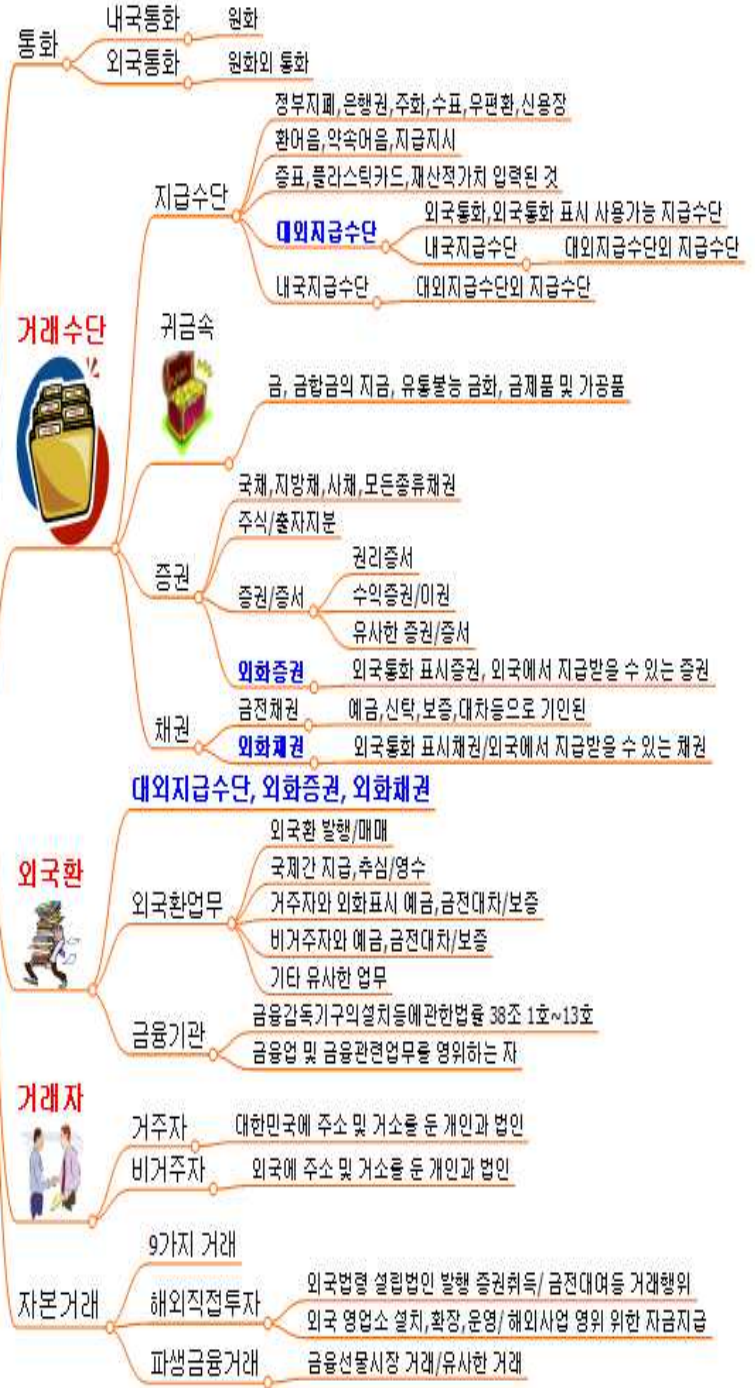 통화
내국통화
원화
외국통화
원화외 통화
거래수단
지급수단
정부지폐,은행권,주화,수표,우편환,신용장
환어음,약속어음,지급지시
증표,플라스틱카드,재산적가치 입력된 것
대외지급수단
외국통화,외국통화 표시 사용가능 지급수단
내국지급수단
대외지급수단외 지급수단
내국지급수단
대외지급수단외 지급수단
귀금속
금, 금합금의 지금, 유통불능 금화, 금제품 및 가공품
증권
국채,지방채,사채,모든종류채권
주식/출자지분
증권/증서
권리증서
수익증권/이권
유사한 증권/증서
외화증권
외국통화 표시증권, 외국에서 지급받을 수 있는 증권
채권
금전채권
예금,신탁,보증,대차등으로 기인된
외화채권
외국통화 표시채권/외국에서 지급받을 수 있는 채권
외국환
대외지급수단, 외화증권, 외화채권
외국환업무
외국환 발행/매매
국제간 지급,추심/영수
거주자와 외화표시 예금,금전대차/보증
비거주자와 예금,금전대차/보증
기타 유사한 업무
금융기관
금융감독기구의설치등에관한법률 38조 1호~13호
금융업 및 금융관련업무를 영위하는 자
거래자
거주자
대한민국에 주소 및 거소를 둔 개인과 법인
비거주자
외국에 주소 및 거소를 둔 개인과 법인
자본거래
9가지 거래
해외직접투자
외국법령 설립법인 발행 증권취득/ 금전대여등 거래행위
외국 영업소 설치,확장,운영/ 해외사업 영위 위한 자금지급
파생금융거래
금융선물시장 거래/유사한 거래